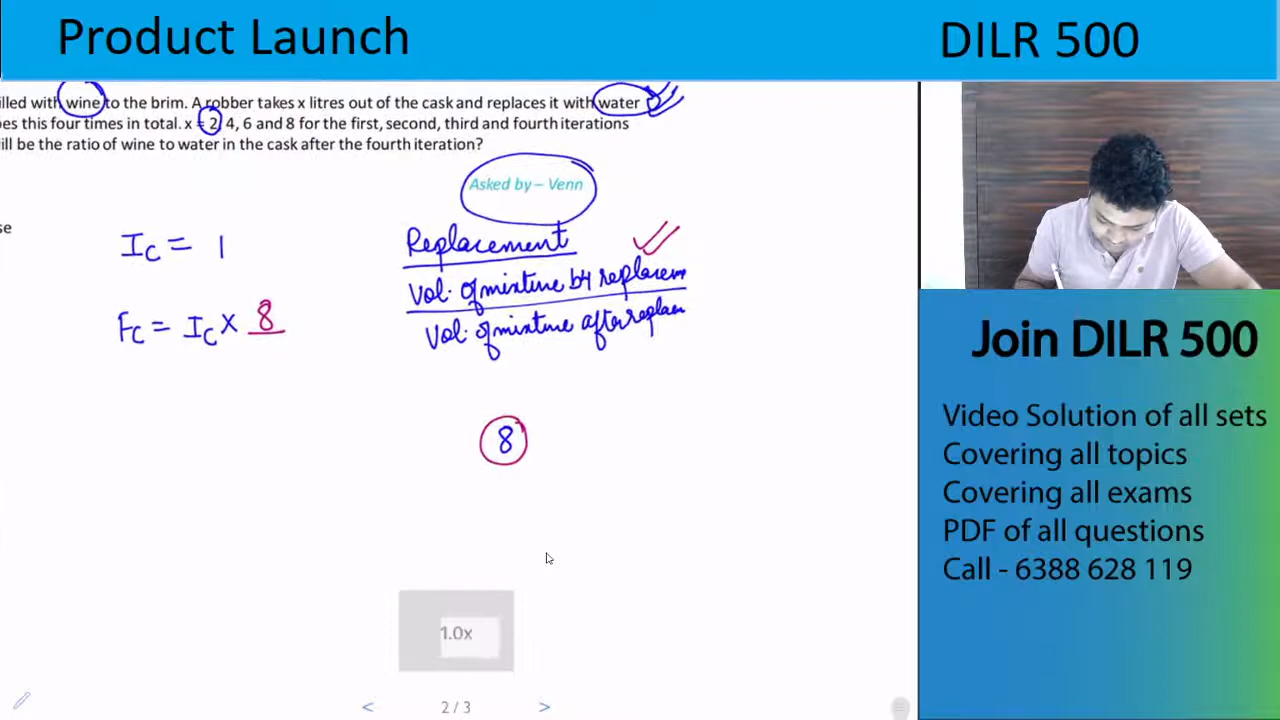 Product Launch
DILR 500
illed with wine to the brim. A robber takes x litres out of the cask and replaces it with water
es this four times in total. x = 2, 4, 6 and 8 for the first, second, third and fourth iterations
ill be the ratio of wine to water in the cask after the fourth iteration?
Asked by – Venn
se
Ic = 1
Replacement
Vol. of mixture b4 replacem
Vol. of mixture after replacem
Fc = Ic x 8
8
1.0x
< 2 / 3 >
Join DILR 500
Video Solution of all sets
Covering all topics
Covering all exams
PDF of all questions
Call - 6388 628 119